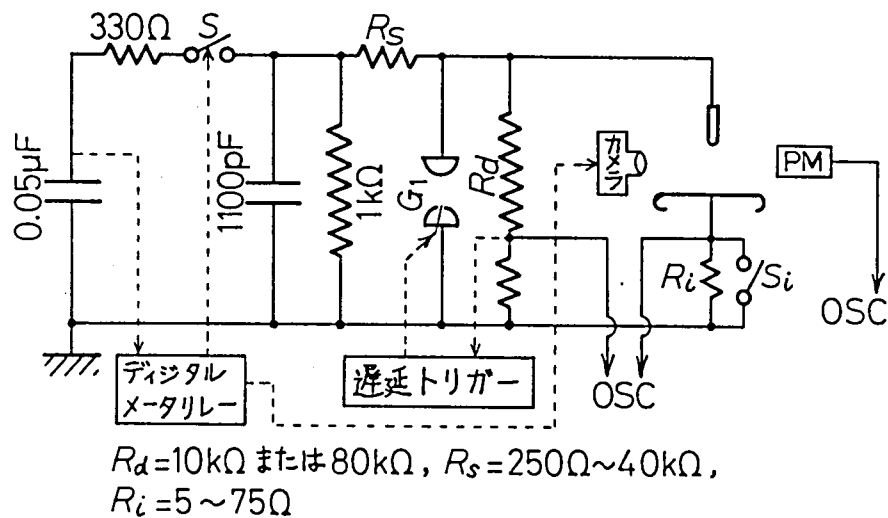 330Ω
S
Rs
0.05μF
1100pF
1kΩ
G1
Rd
カメラ
PM
Ri
Si
OSC
ディジタル
メータリレー
遅延トリガー
OSC
Rd=10kΩ または 80kΩ, Rs=250Ω~40kΩ,
Ri=5~75Ω